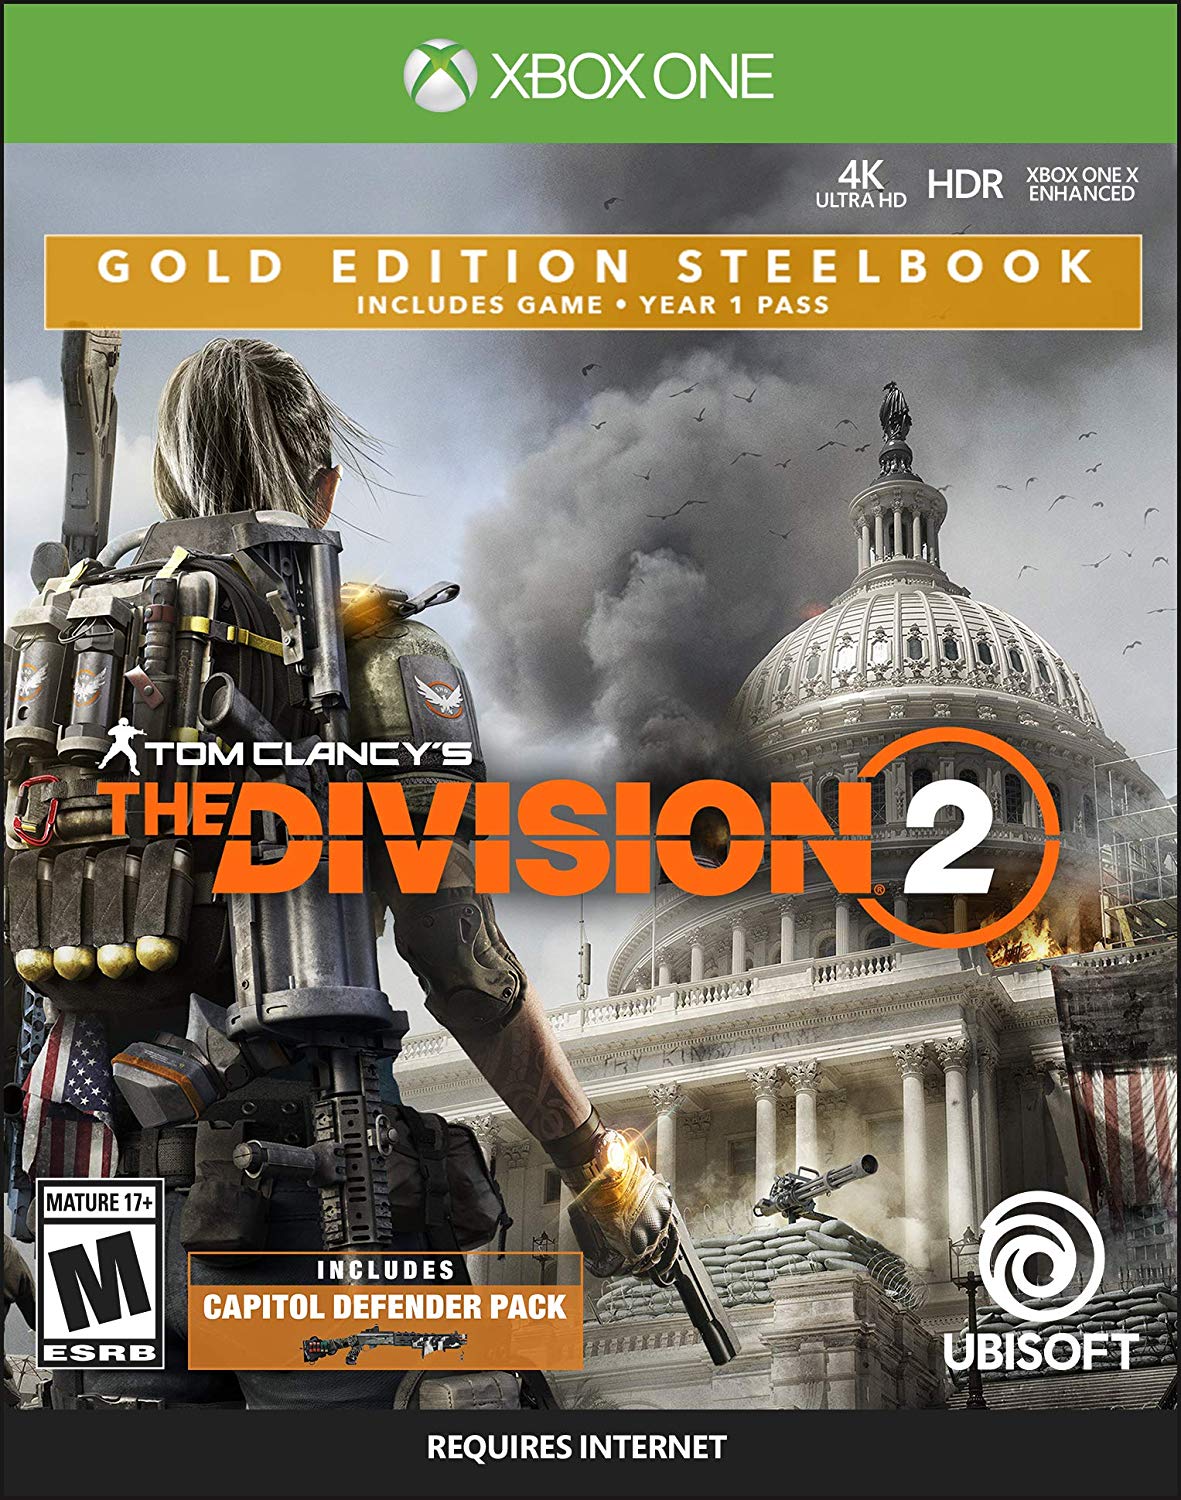 XBOX ONE
4K
ULTRA HD
HDR
XBOX ONE X
ENHANCED
GOLD EDITION STEELBOOK
INCLUDES GAME • YEAR 1 PASS
TOM CLANCY'S
THE DIVISION 2
®
MATURE 17+
M
ESRB
INCLUDES
CAPITOL DEFENDER PACK
UBISOFT
REQUIRES INTERNET